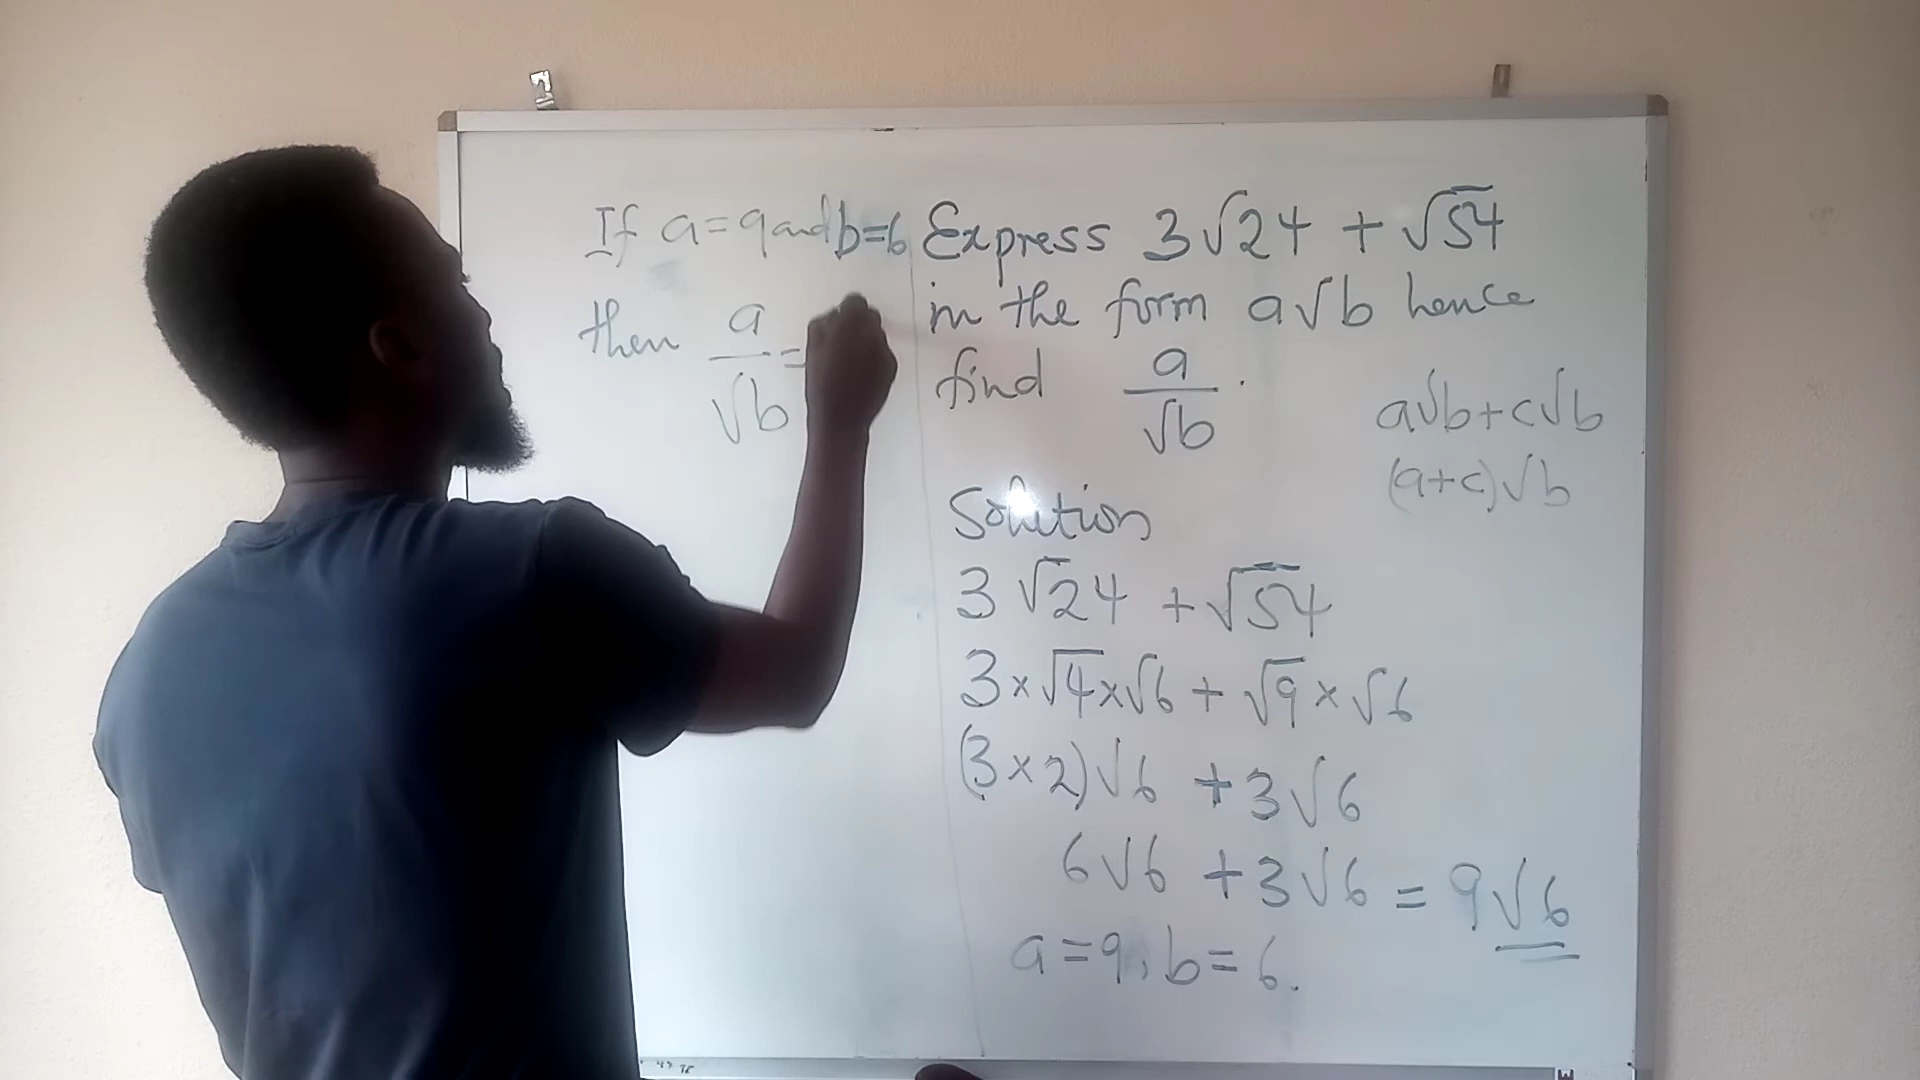 Express 3√24 + √54
in the form a√b hence
find a/√b.
a√b+c√b
(a+c)√b
Solution
3√24 + √54
3×√4×√6 + √9×√6
(3×2)√6 + 3√6
6√6 + 3√6 = 9√6
a=9, b=6.
If a=9 and b=6
then a/√b =